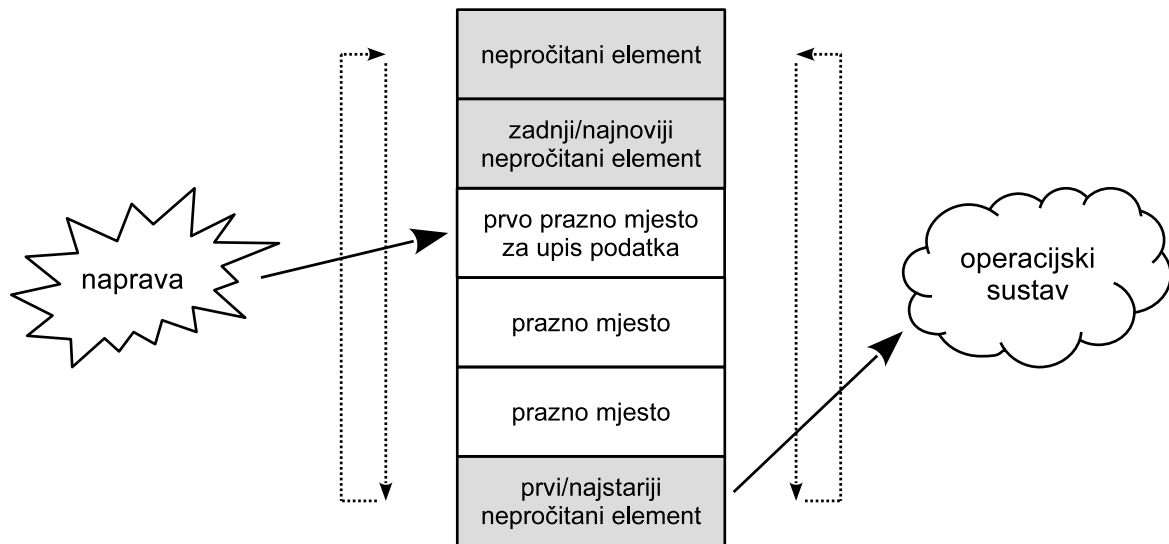 nepročitani element
zadnji/najnoviji
nepročitani element
prvo prazno mjesto
za upis podatka
naprava
operacijski
sustav
prazno mjesto
prazno mjesto
prvi/najstariji
nepročitani element